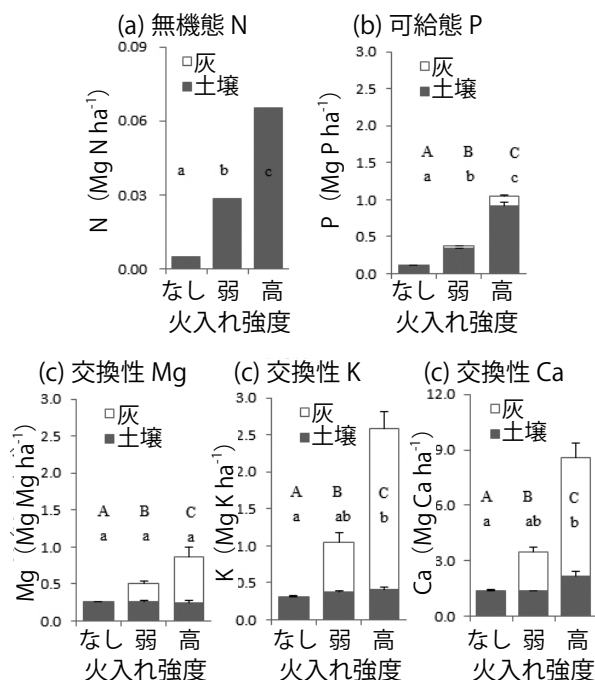 (a) 無機態 N
□灰
■土壌
N (Mg N ha⁻¹)
0.09
0.06
0.03
0.00
a
b
c
なし 弱 高
火入れ強度
(b) 可給態 P
□灰
■土壌
P (Mg P ha⁻¹)
3.0
2.5
2.0
1.5
1.0
0.5
0.0
A B C
a b c
なし 弱 高
火入れ強度
(c) 交換性 Mg
□灰
■土壌
Mg (Mg Mg ha⁻¹)
3.0
2.5
2.0
1.5
1.0
0.5
0.0
A B C
a a a
なし 弱 高
火入れ強度
(c) 交換性 K
□灰
■土壌
K (Mg K ha⁻¹)
3.0
2.5
2.0
1.5
1.0
0.5
0.0
A B C
a ab b
なし 弱 高
火入れ強度
(c) 交換性 Ca
□灰
■土壌
Ca (Mg Ca ha⁻¹)
12.0
9.0
6.0
3.0
0.0
A B C
a ab b
なし 弱 高
火入れ強度